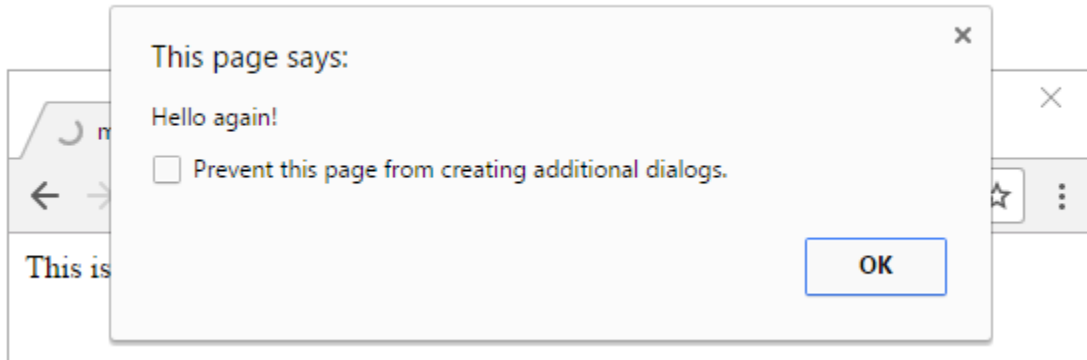 This page says:
Hello again!
Prevent this page from creating additional dialogs.
OK
This is